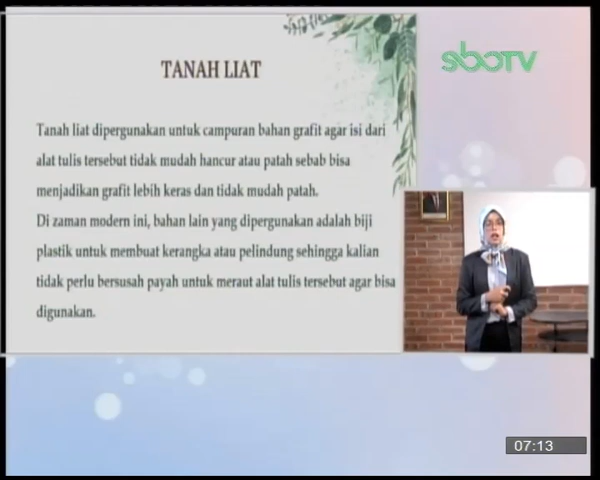 TANAH LIAT
sboTV
Tanah liat dipergunakan untuk campuran bahan grafit agar isi dari
alat tulis tersebut tidak mudah hancur atau patah sebab bisa
menjadikan grafit lebih keras dan tidak mudah patah.
Di zaman modern ini, bahan lain yang dipergunakan adalah biji
plastik untuk membuat kerangka atau pelindung sehingga kalian
tidak perlu bersusah payah untuk meraut alat tulis tersebut agar bisa
digunakan.
07:13